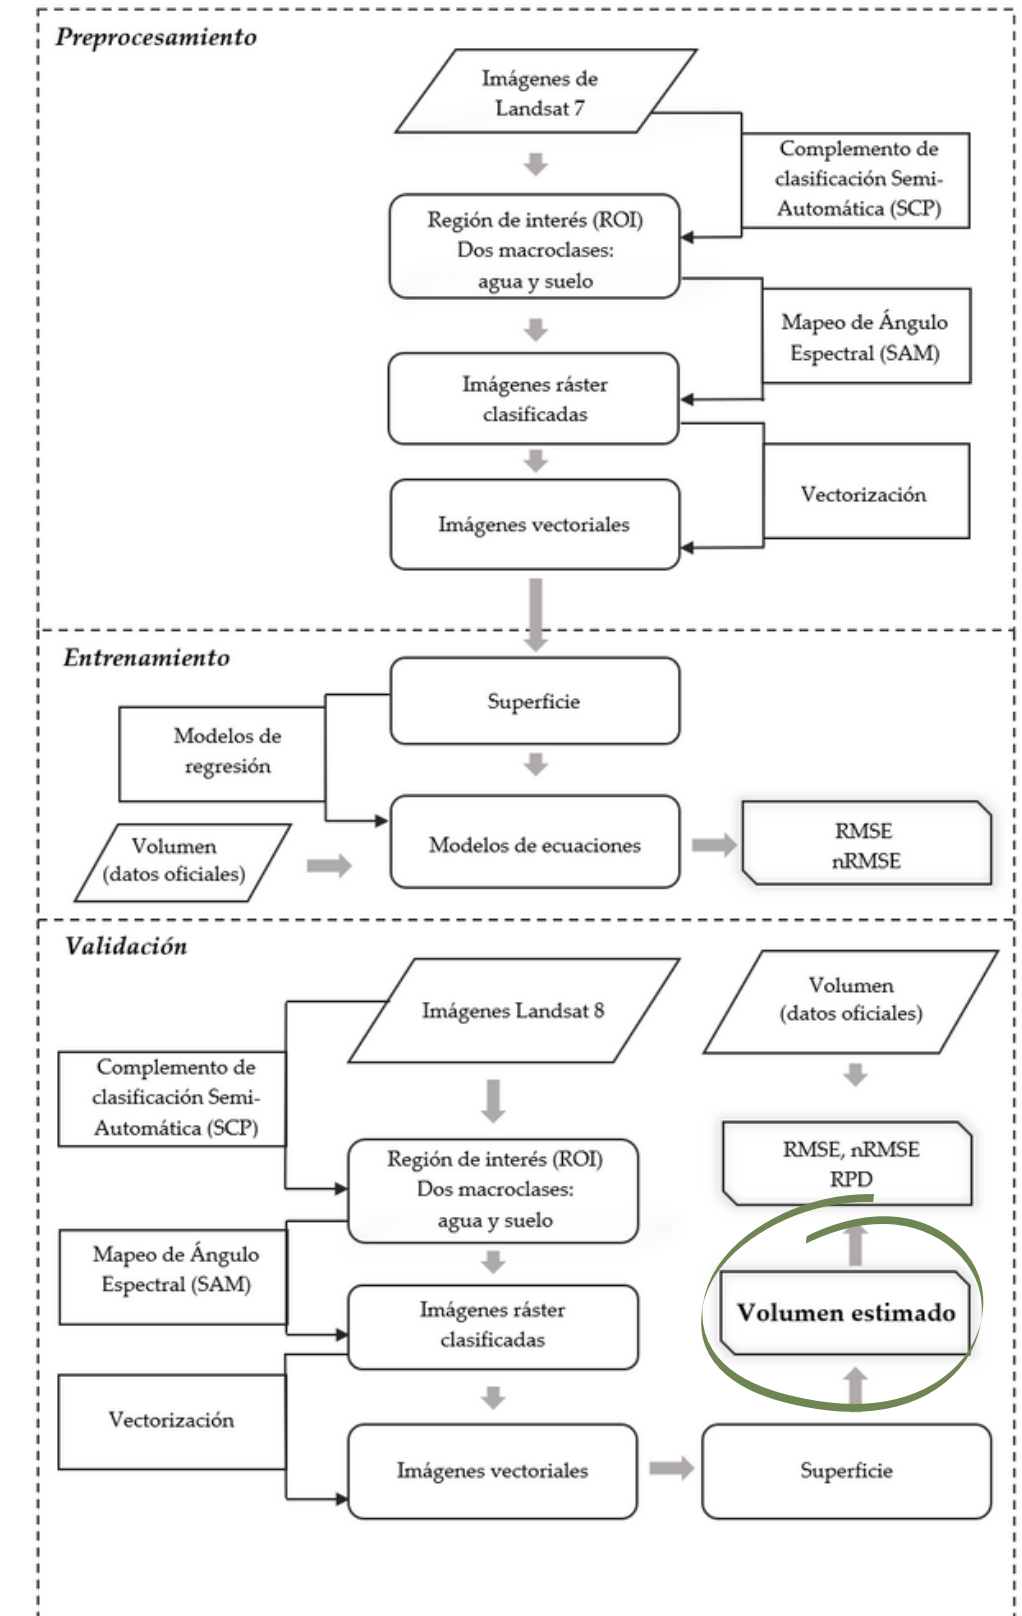 Preprocesamiento
Imágenes de
Landsat 7
Complemento de
clasificación Semi-
Automática (SCP)
Región de interés (ROI)
Dos macroclases:
agua y suelo
Mapeo de Ángulo
Espectral (SAM)
Imágenes ráster
clasificadas
Vectorización
Imágenes vectoriales
Entrenamiento
Superficie
Modelos de
regresión
Volumen
(datos oficiales)
Modelos de ecuaciones
RMSE
nRMSE
Validación
Imágenes Landsat 8
Volumen
(datos oficiales)
Complemento de
clasificación Semi-
Automática (SCP)
Región de interés (ROI)
Dos macroclases:
agua y suelo
RMSE, nRMSE
RPD
Mapeo de Ángulo
Espectral (SAM)
Imágenes ráster
clasificadas
Volumen estimado
Vectorización
Imágenes vectoriales
Superficie